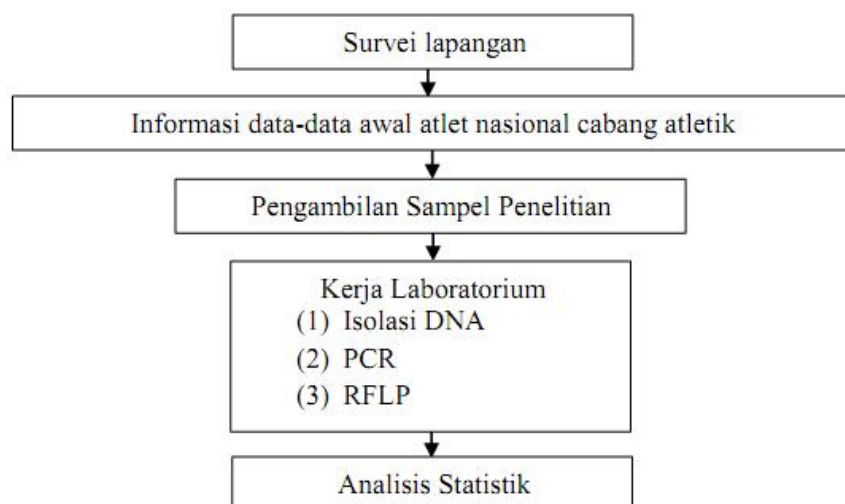 Survei lapangan
Informasi data-data awal atlet nasional cabang atletik
Pengambilan Sampel Penelitian
Kerja Laboratorium
(1) Isolasi DNA
(2) PCR
(3) RFLP
Analisis Statistik